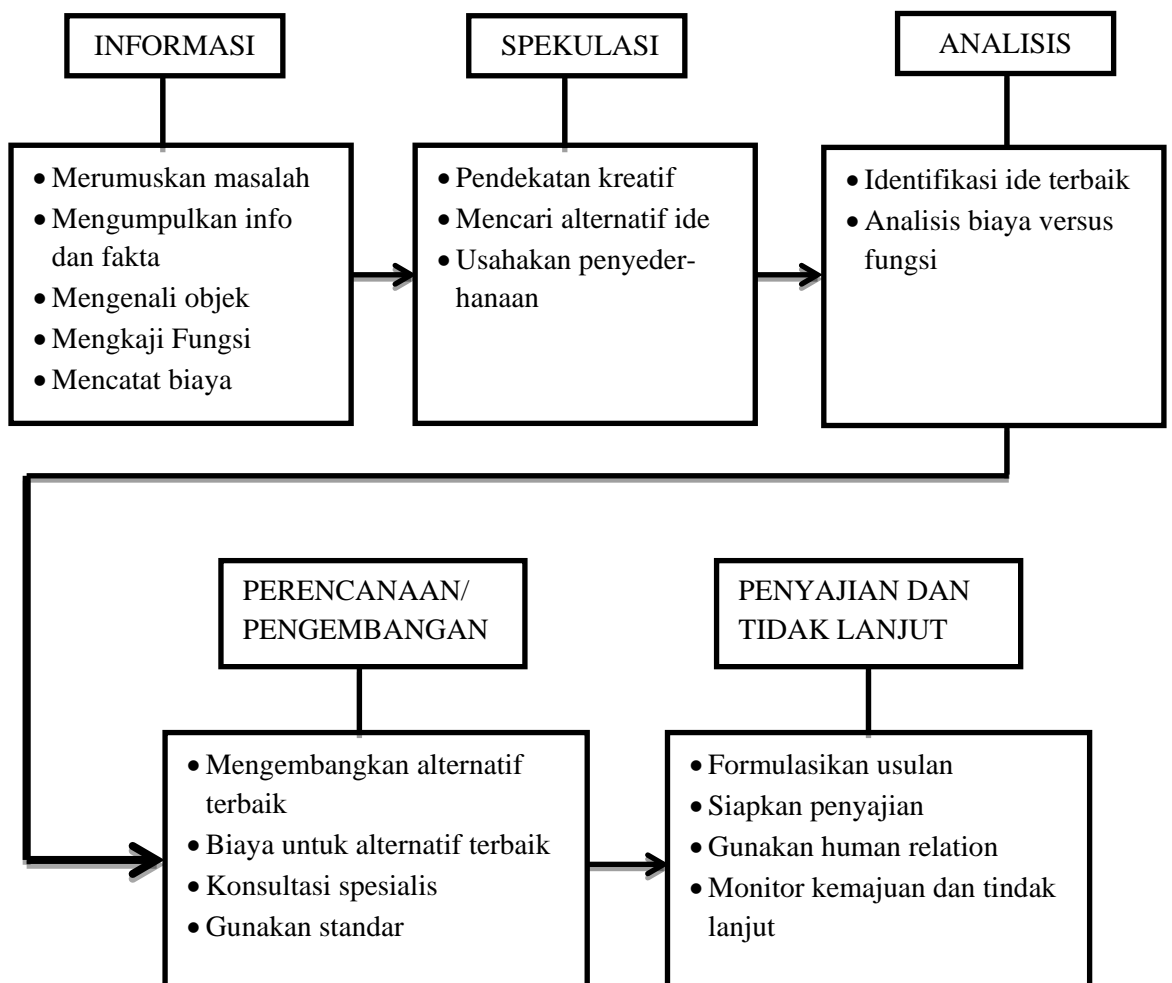 INFORMASI
• Merumuskan masalah
• Mengumpulkan info
dan fakta
• Mengenali objek
• Mengkaji Fungsi
• Mencatat biaya
SPEKULASI
• Pendekatan kreatif
• Mencari alternatif ide
• Usahakan penyeder-
hanaan
ANALISIS
• Identifikasi ide terbaik
• Analisis biaya versus
fungsi
PERENCANAAN/
PENGEMBANGAN
• Mengembangkan alternatif
terbaik
• Biaya untuk alternatif terbaik
• Konsultasi spesialis
• Gunakan standar
PENYAJIAN DAN
TIDAK LANJUT
• Formulasikan usulan
• Siapkan penyajian
• Gunakan human relation
• Monitor kemajuan dan tindak
lanjut